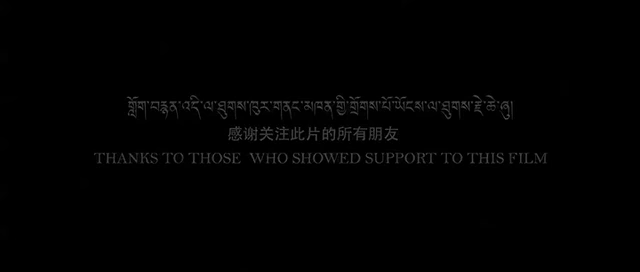 གློག་བརྙན་འདི་ལ་ཐུགས་ཁུར་གནང་མཁན་གྱི་གྲོགས་པོ་ཡོངས་ལ་ཐུགས་རྗེ་ཆེ་ཞུ།
感谢关注此片的所有朋友
THANKS TO THOSE WHO SHOWED SUPPORT TO THIS FILM